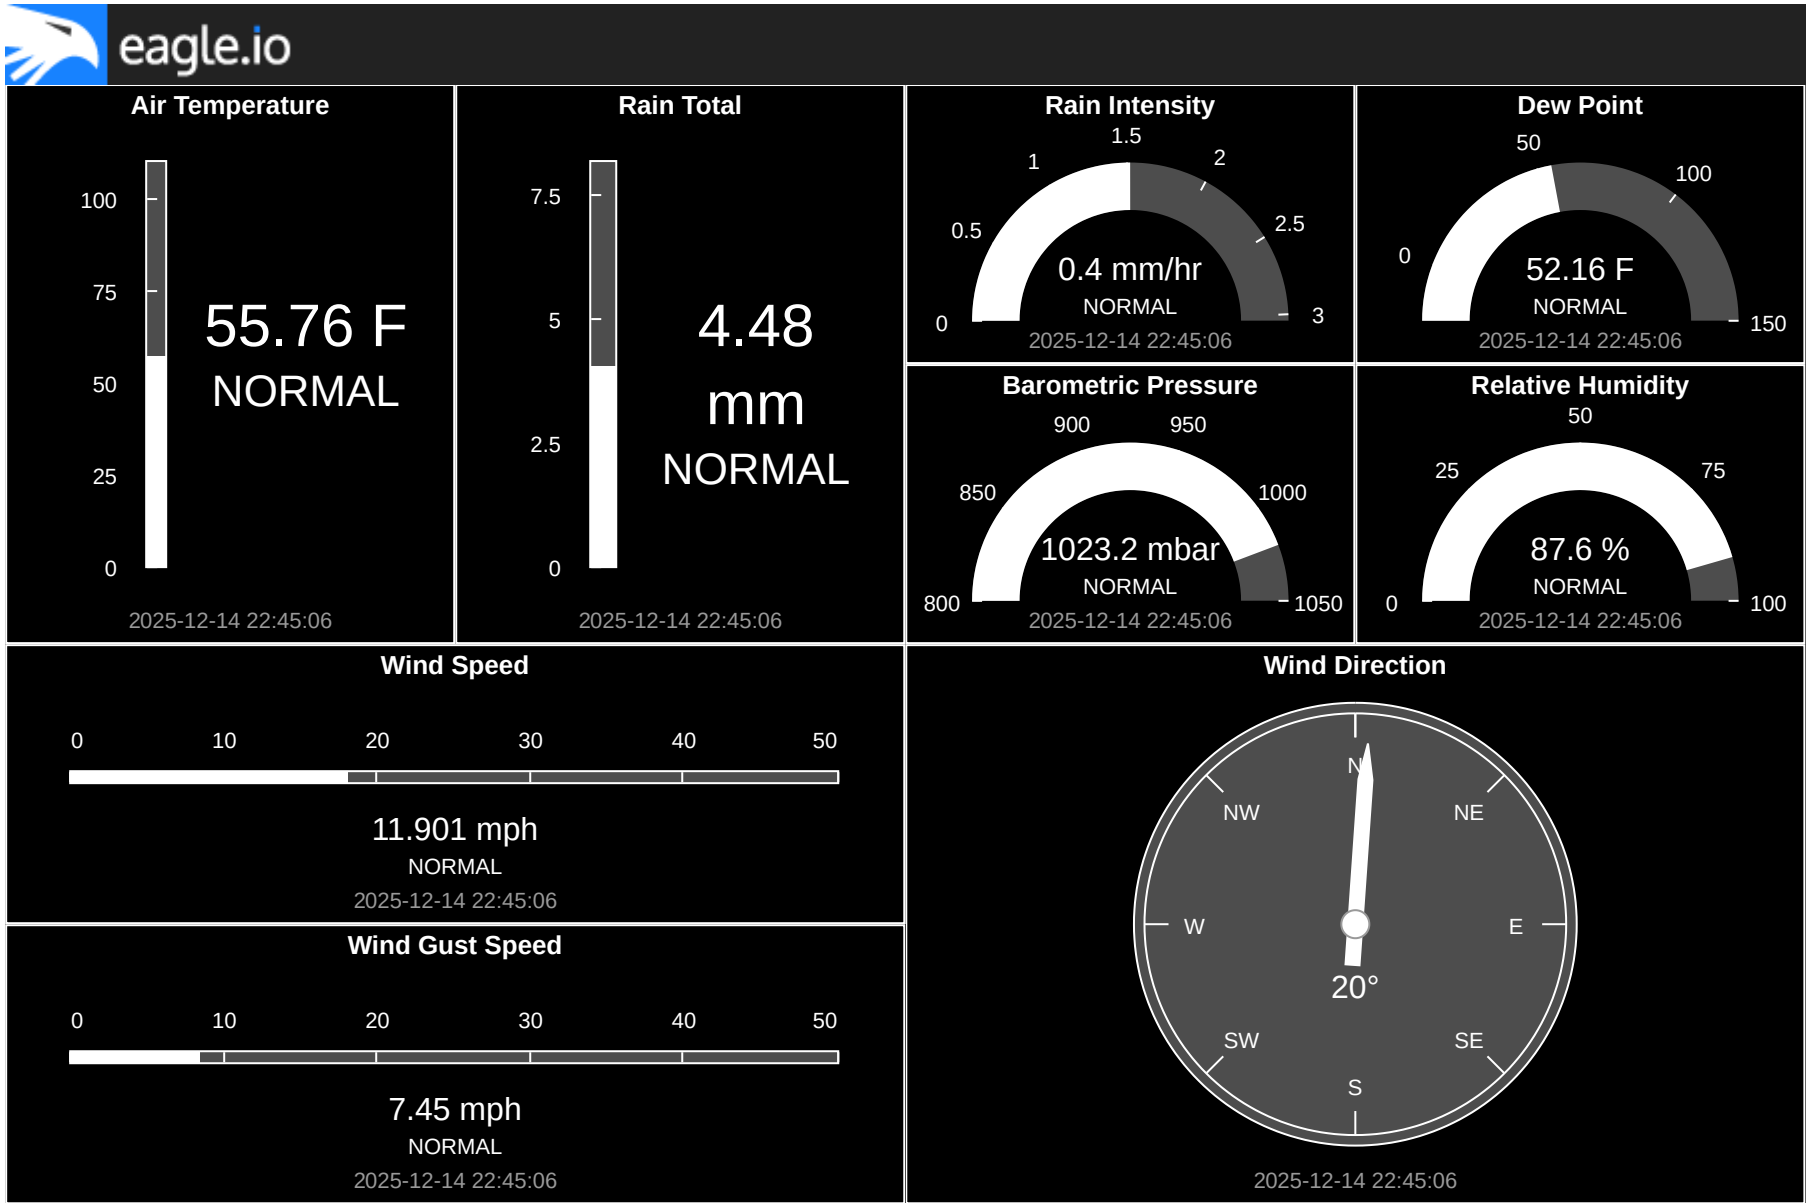 eagle.io
Air Temperature
100
75
50
25
0
55.76 F
NORMAL
2025-12-14 22:45:06
Rain Total
7.5
5
2.5
0
4.48
mm
NORMAL
2025-12-14 22:45:06
Rain Intensity
0
0.5
1
1.5
2
2.5
3
0.4 mm/hr
NORMAL
2025-12-14 22:45:06
Dew Point
0
50
100
150
52.16 F
NORMAL
2025-12-14 22:45:06
Barometric Pressure
800
850
900
950
1000
1050
1023.2 mbar
NORMAL
2025-12-14 22:45:06
Relative Humidity
0
25
50
75
100
87.6 %
NORMAL
2025-12-14 22:45:06
Wind Speed
0 10 20 30 40 50
11.901 mph
NORMAL
2025-12-14 22:45:06
Wind Gust Speed
0 10 20 30 40 50
7.45 mph
NORMAL
2025-12-14 22:45:06
Wind Direction
N
NW NE
W E
20°
SW SE
S
2025-12-14 22:45:06